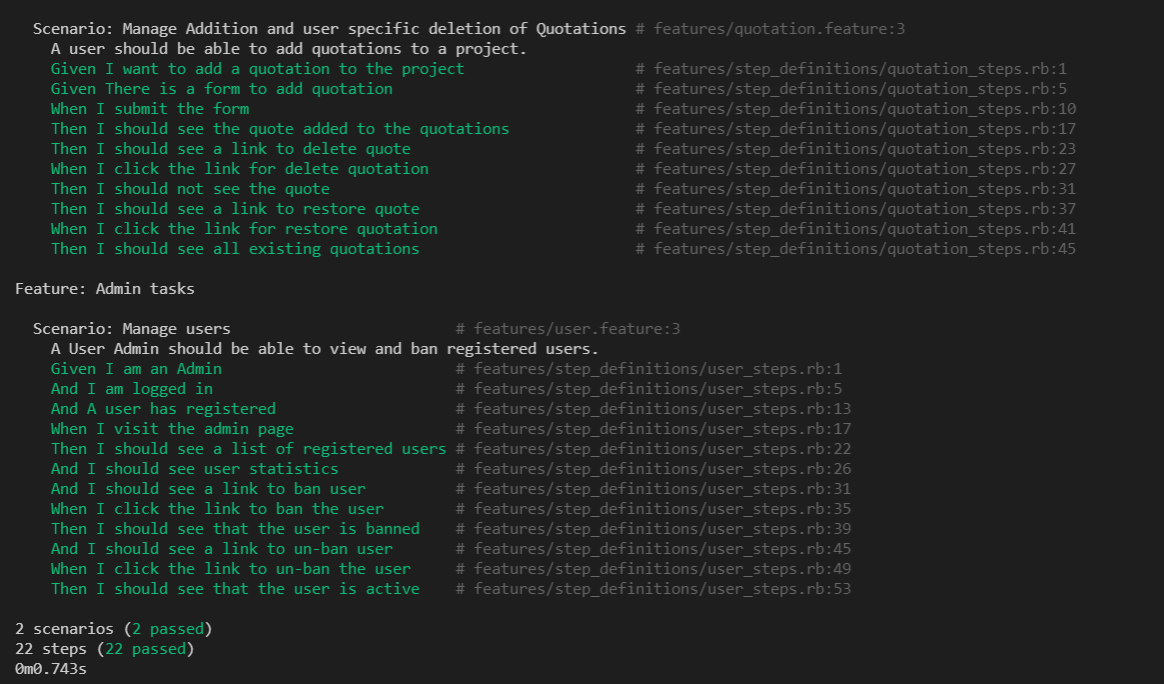 Scenario: Manage Addition and user specific deletion of Quotations # features/quotation.feature:3
A user should be able to add quotations to a project.
Given I want to add a quotation to the project # features/step_definitions/quotation_steps.rb:1
Given There is a form to add quotation # features/step_definitions/quotation_steps.rb:5
When I submit the form # features/step_definitions/quotation_steps.rb:10
Then I should see the quote added to the quotations # features/step_definitions/quotation_steps.rb:17
Then I should see a link to delete quote # features/step_definitions/quotation_steps.rb:23
When I click the link for delete quotation # features/step_definitions/quotation_steps.rb:27
Then I should not see the quote # features/step_definitions/quotation_steps.rb:31
Then I should see a link to restore quote # features/step_definitions/quotation_steps.rb:37
When I click the link for restore quotation # features/step_definitions/quotation_steps.rb:41
Then I should see all existing quotations # features/step_definitions/quotation_steps.rb:45
Feature: Admin tasks
Scenario: Manage users # features/user.feature:3
A User Admin should be able to view and ban registered users.
Given I am an Admin # features/step_definitions/user_steps.rb:1
And I am logged in # features/step_definitions/user_steps.rb:5
And A user has registered # features/step_definitions/user_steps.rb:13
When I visit the admin page # features/step_definitions/user_steps.rb:17
Then I should see a list of registered users # features/step_definitions/user_steps.rb:22
And I should see user statistics # features/step_definitions/user_steps.rb:26
And I should see a link to ban user # features/step_definitions/user_steps.rb:31
When I click the link to ban the user # features/step_definitions/user_steps.rb:35
Then I should see that the user is banned # features/step_definitions/user_steps.rb:39
And I should see a link to un-ban user # features/step_definitions/user_steps.rb:45
When I click the link to un-ban the user # features/step_definitions/user_steps.rb:49
Then I should see that the user is active # features/step_definitions/user_steps.rb:53
2 scenarios (2 passed)
22 steps (22 passed)
0m0.743s